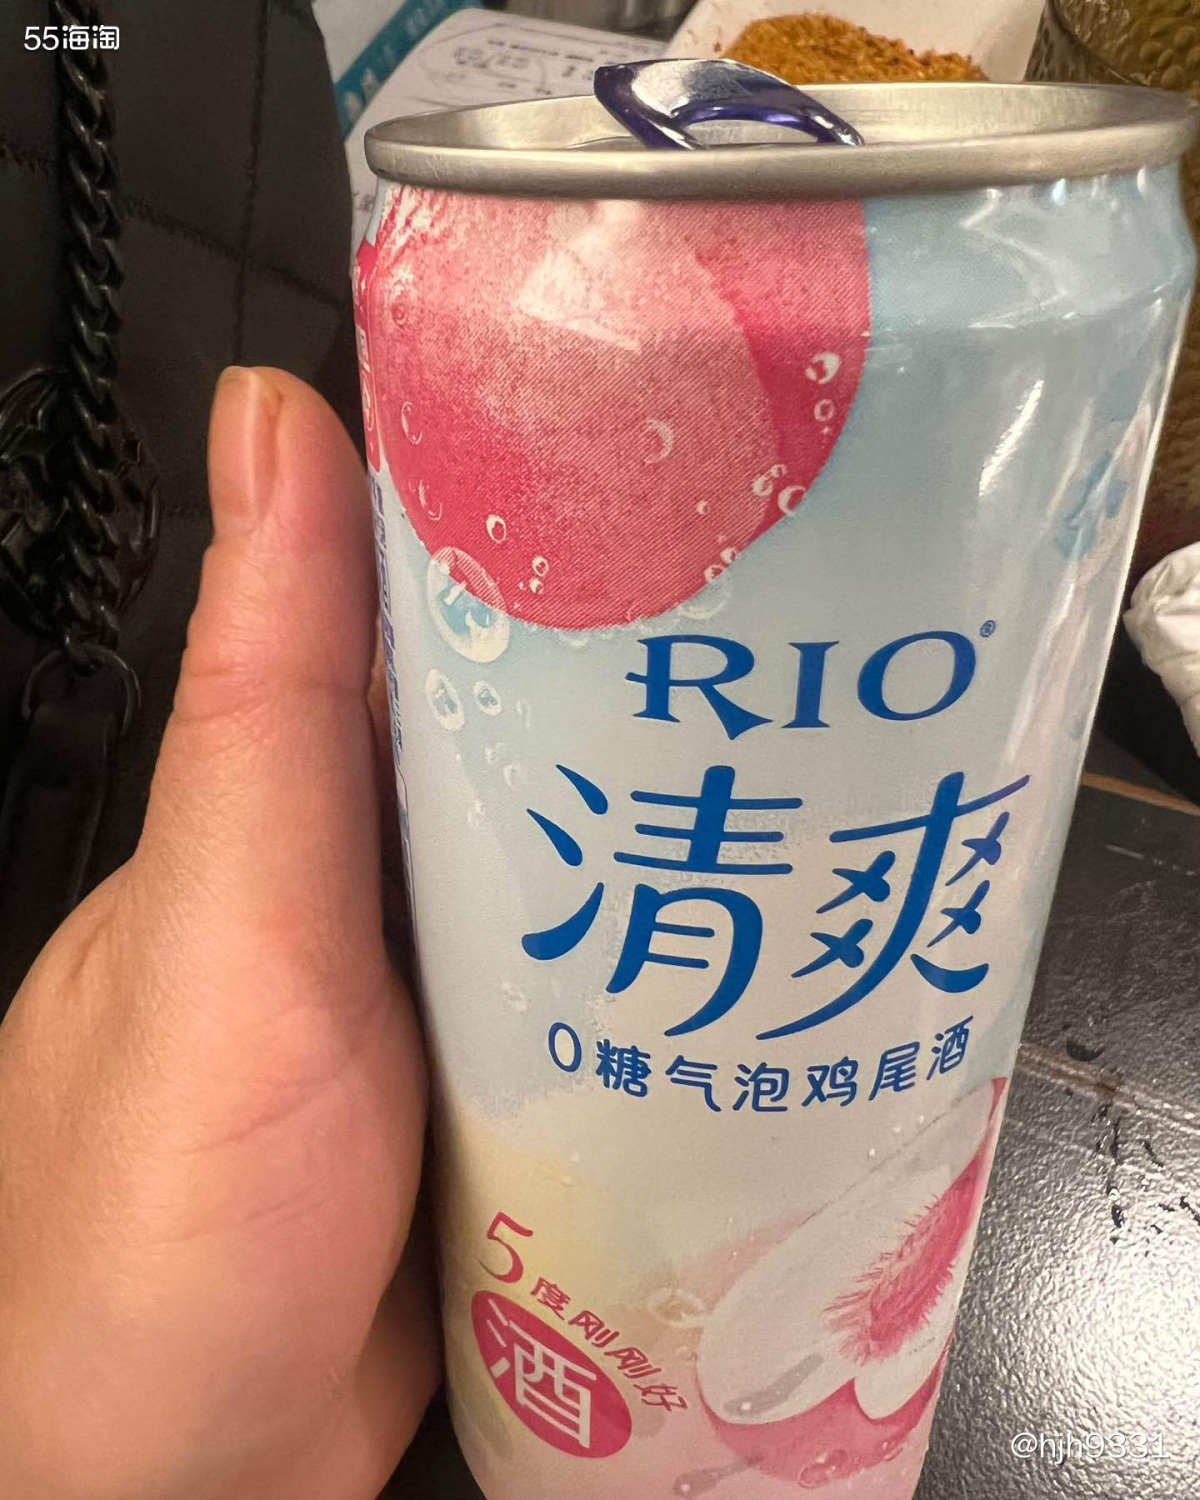 55海淘
RIO®
清爽
0糖气泡鸡尾酒
5度刚刚好
酒
@hjh9331